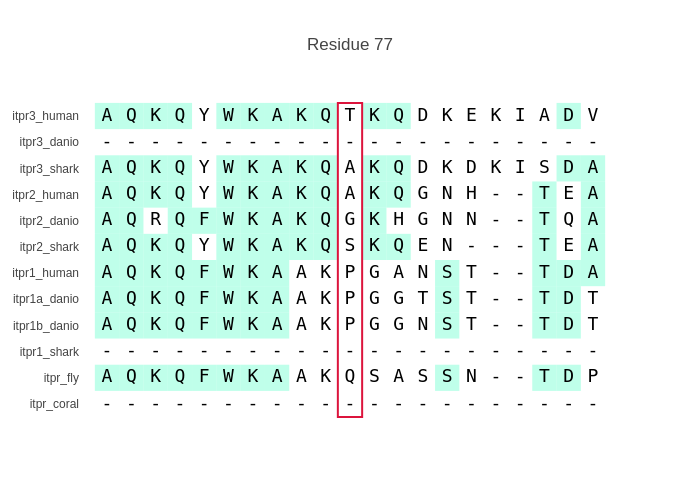 Residue 77
itpr3_human A Q K Q Y W K A K Q T K Q D K E K I A D V
itpr3_danio - - - - - - - - - - - - - - - - - - - - -
itpr3_shark A Q K Q Y W K A K Q A K Q D K D K I S D A
itpr2_human A Q K Q Y W K A K Q A K Q G N H - - T E A
itpr2_danio A Q R Q F W K A K Q G K H G N N - - T Q A
itpr2_shark A Q K Q Y W K A K Q S K Q E N - - - T E A
itpr1_human A Q K Q F W K A A K P G A N S T - - T D A
itpr1a_danio A Q K Q F W K A A K P G G T S T - - T D T
itpr1b_danio A Q K Q F W K A A K P G G N S T - - T D T
itpr1_shark - - - - - - - - - - - - - - - - - - - - -
itpr_fly A Q K Q F W K A A K Q S A S S N - - T D P
itpr_coral - - - - - - - - - - - - - - - - - - - - -